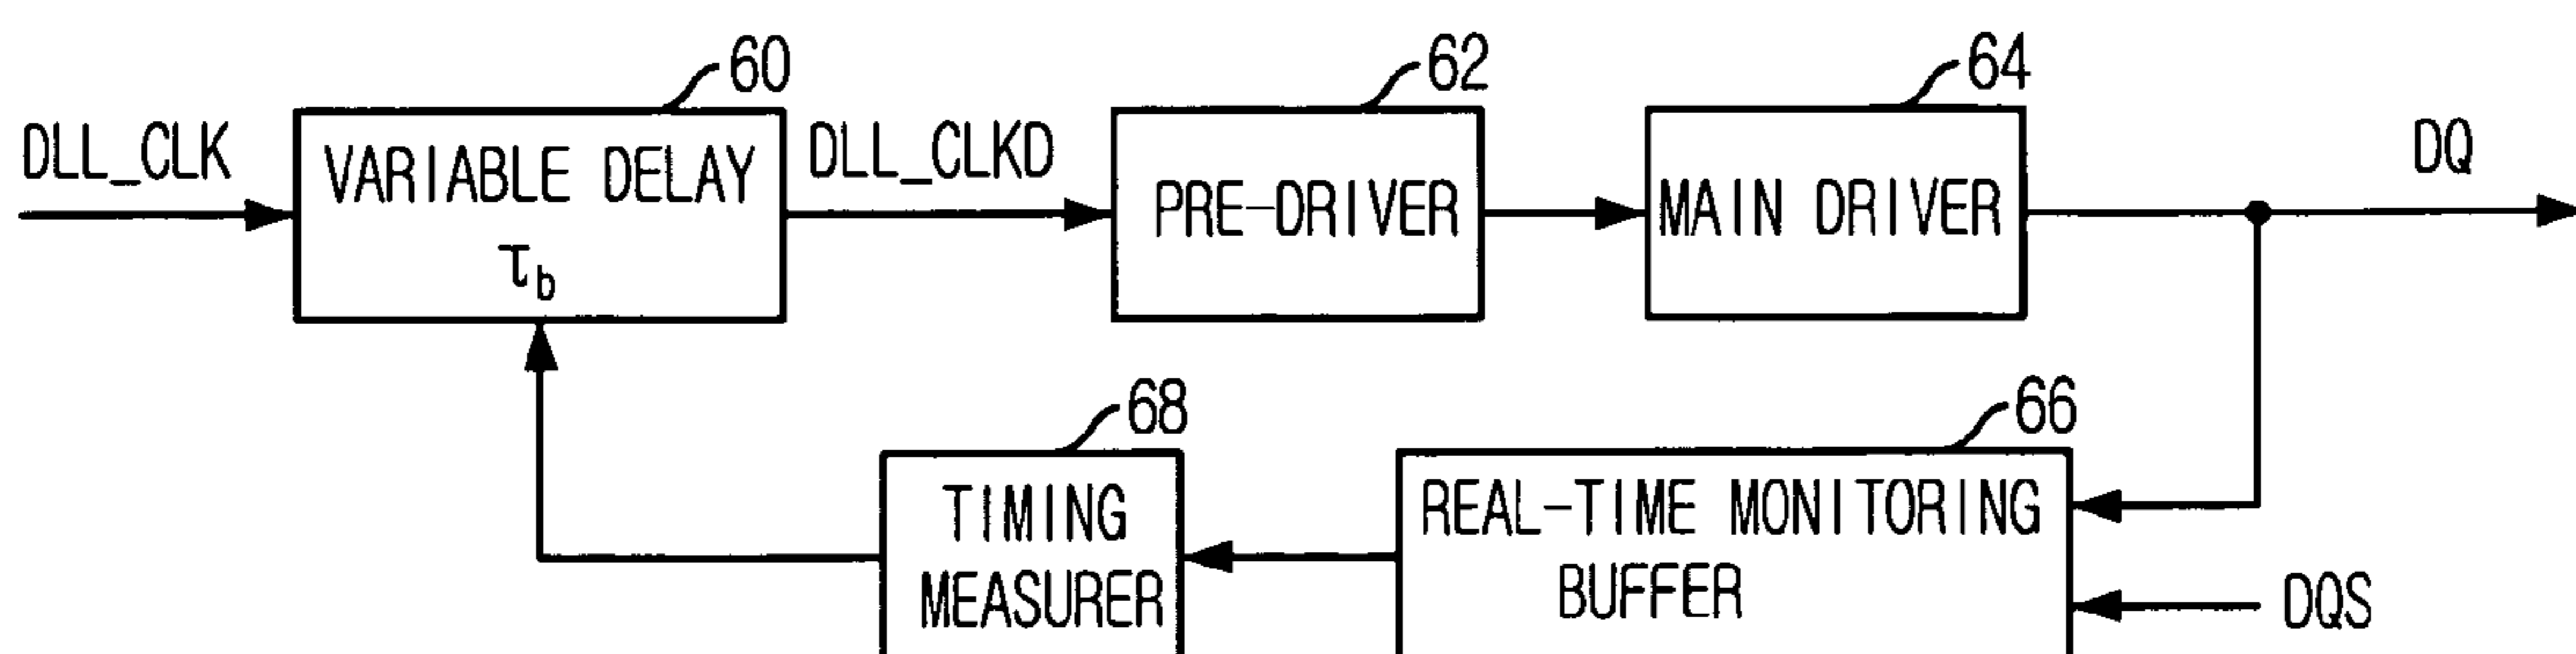 60
62
64
DLL_CLK
VARIABLE DELAY
τb
DLL_CLKD
PRE-DRIVER
MAIN DRIVER
DQ
68
66
TIMING
MEASURER
REAL-TIME MONITORING
BUFFER
DQS